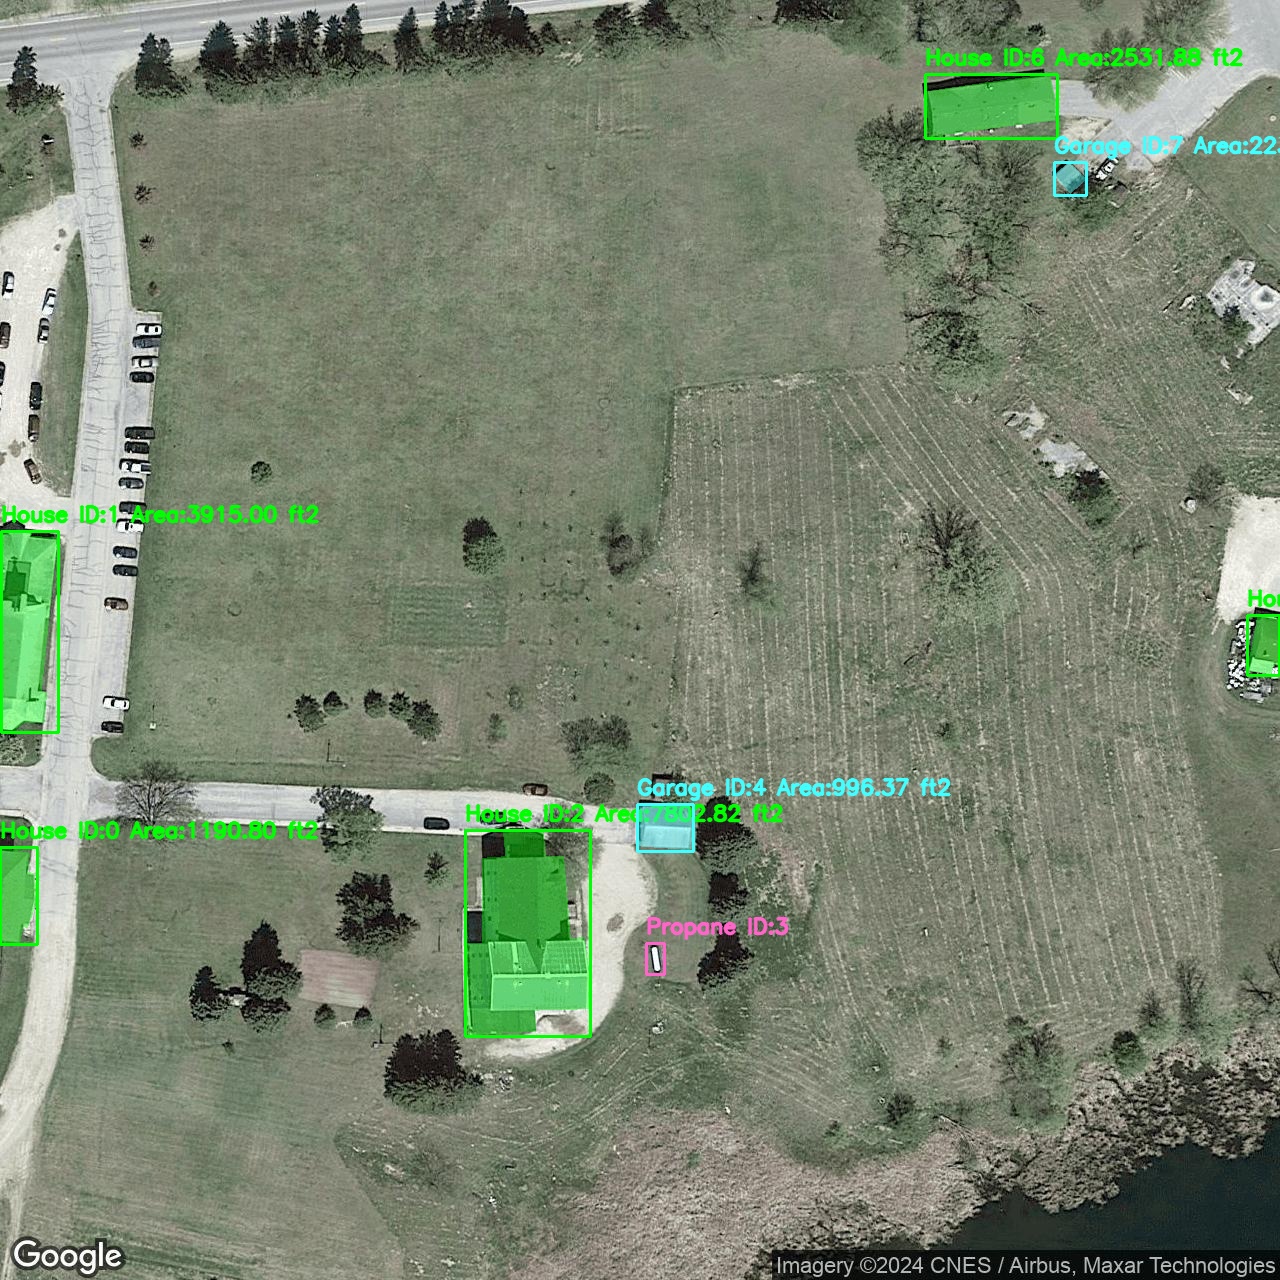 House ID:6 Area:2531.88 ft2
Garage ID:7 Area:22
House ID:1 Area:3915.00 ft2
Hou
Garage ID:4 Area:996.37 ft2
House ID:2 Area:7802.82 ft2
House ID:0 Area:1190.80 ft2
Propane ID:3
Google
Imagery ©2024 CNES / Airbus, Maxar Technologies